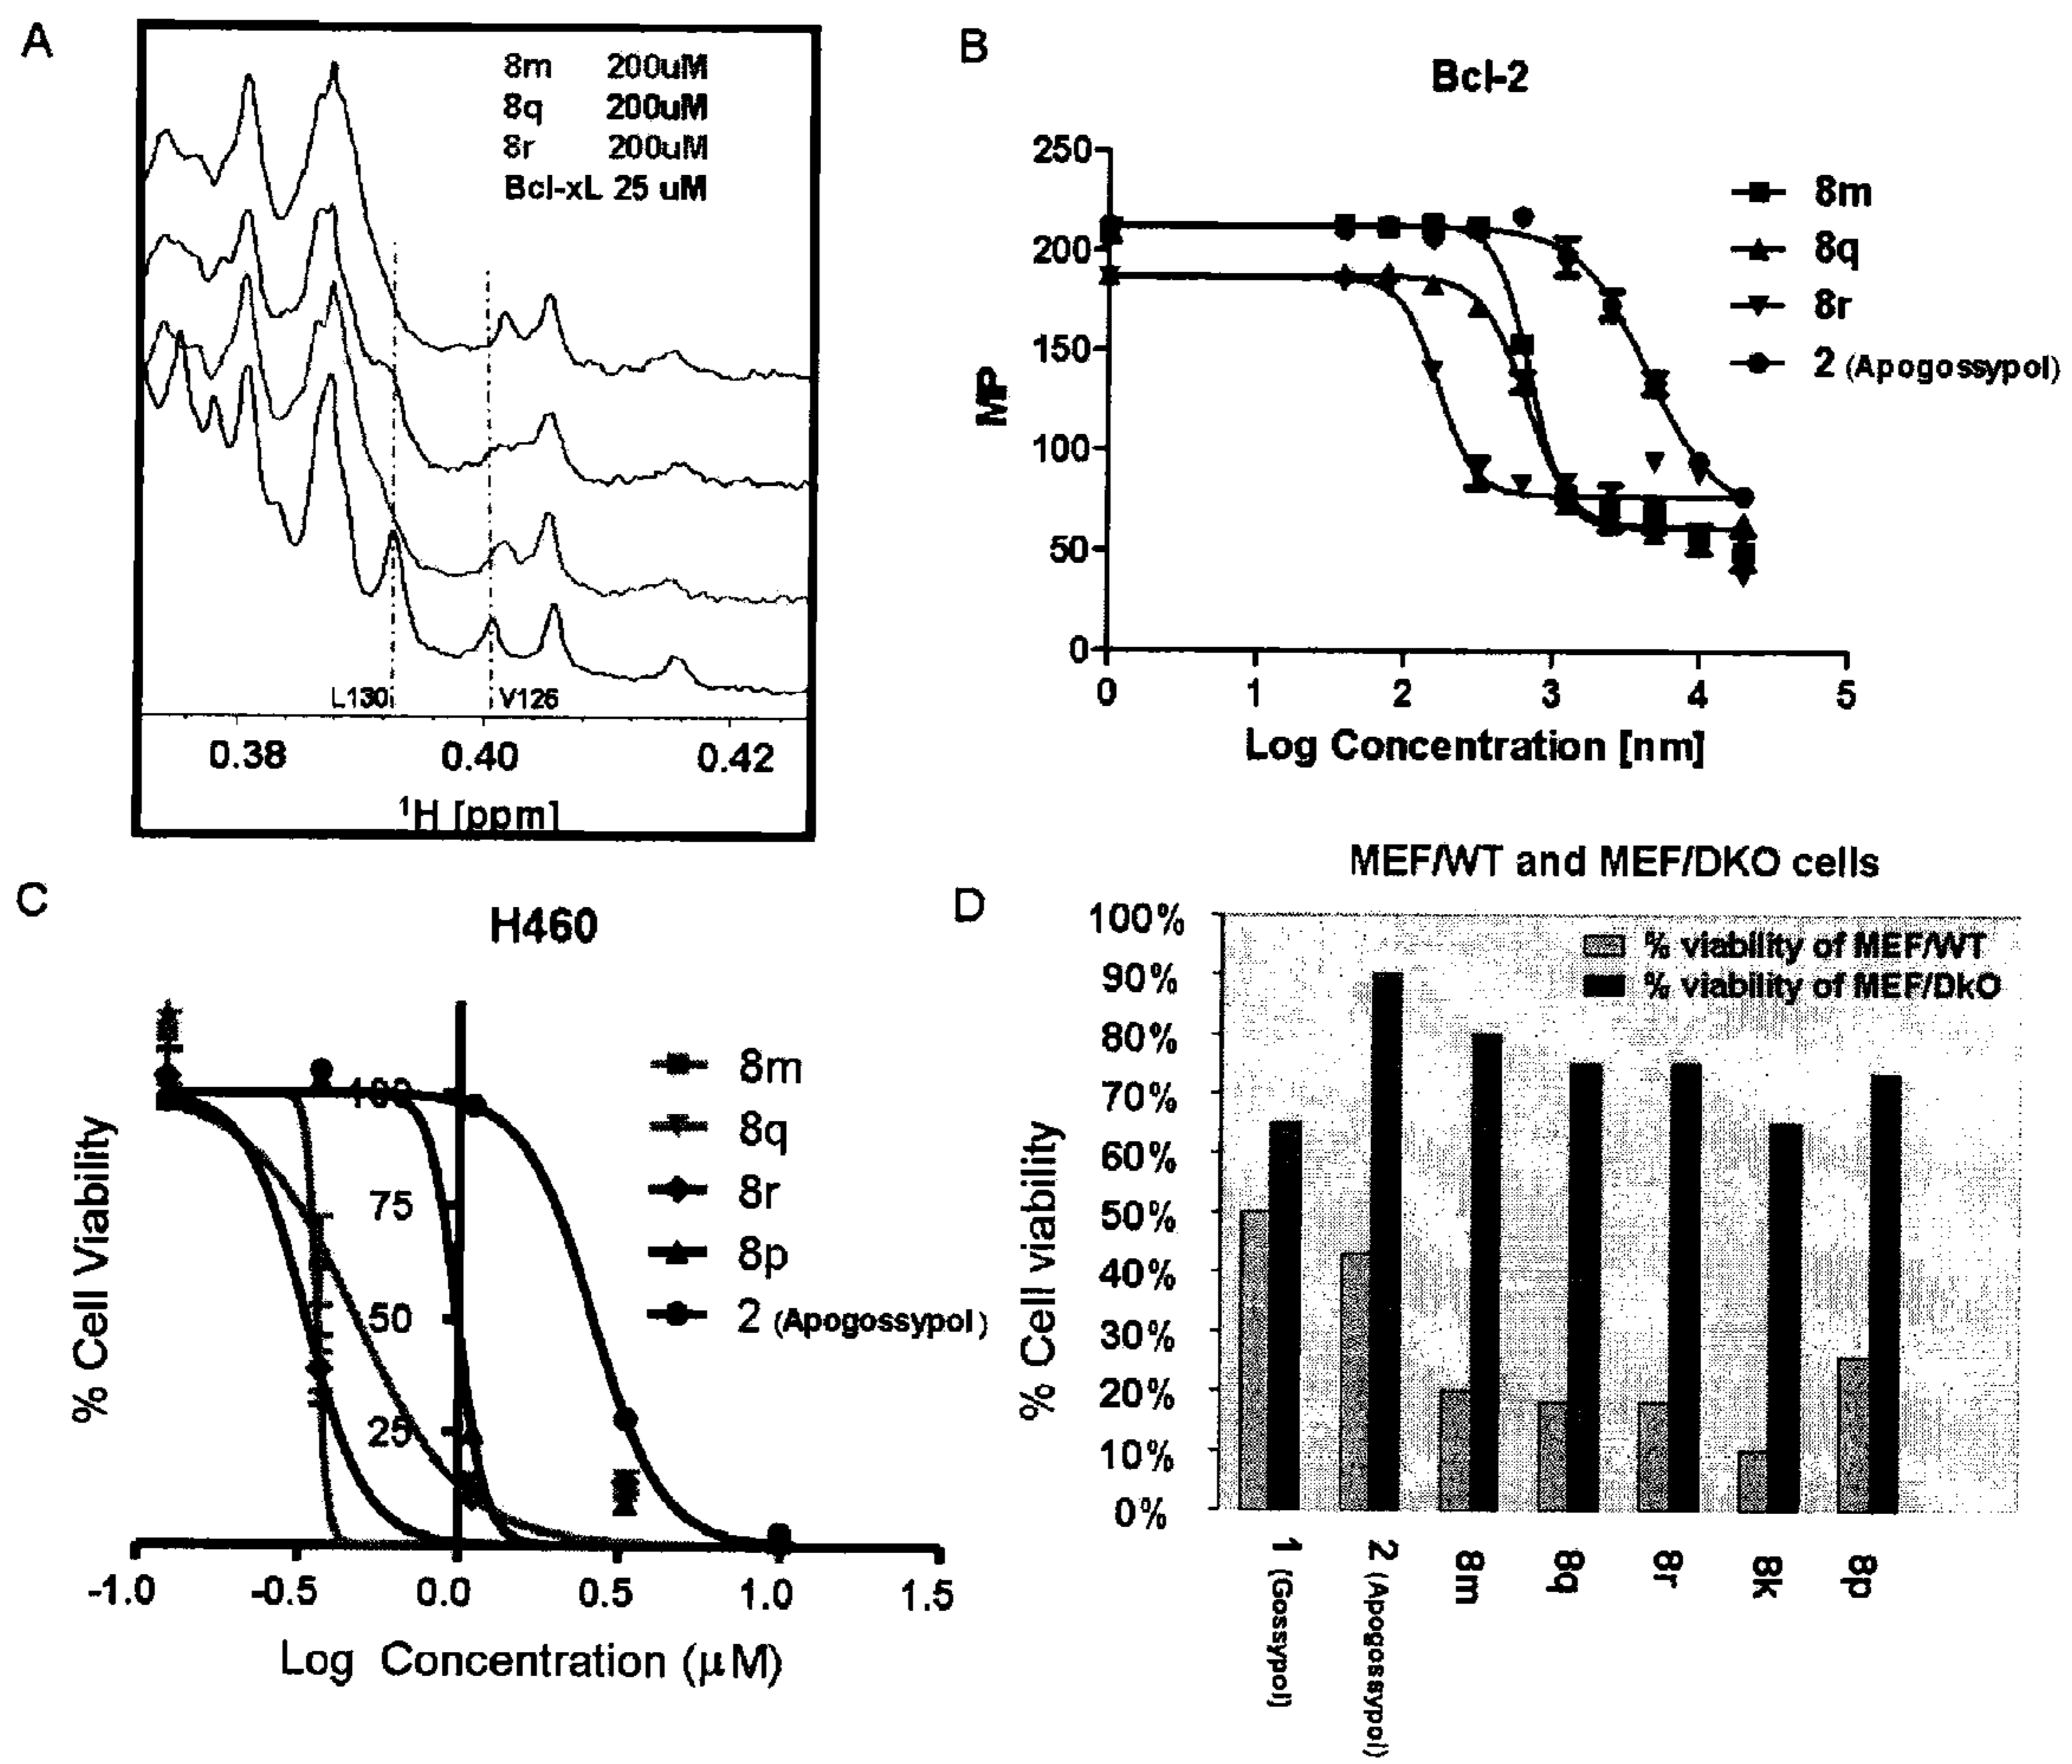 A
8m 200uM
8q 200uM
8r 200uM
Bcl-xL 25 uM
L130
V126
0.38 0.40 0.42
¹H [ppm]
B
Bcl-2
250
200
150
100
50
0
MP
0 1 2 3 4 5
Log Concentration [nm]
8m
8q
8r
2 (Apogossypol)
C
H460
% Cell Viability
100
75
50
25
-1.0 -0.5 0.0 0.5 1.0 1.5
Log Concentration (μM)
8m
8q
8r
8p
2 (Apogossypol)
D
MEF/WT and MEF/DKO cells
% viability of MEF/WT
% viability of MEF/DkO
% Cell viability
100%
90%
80%
70%
60%
50%
40%
30%
20%
10%
0%
1 (Gossypol)
2 (Apogossypol)
8m
8q
8r
8k
8p